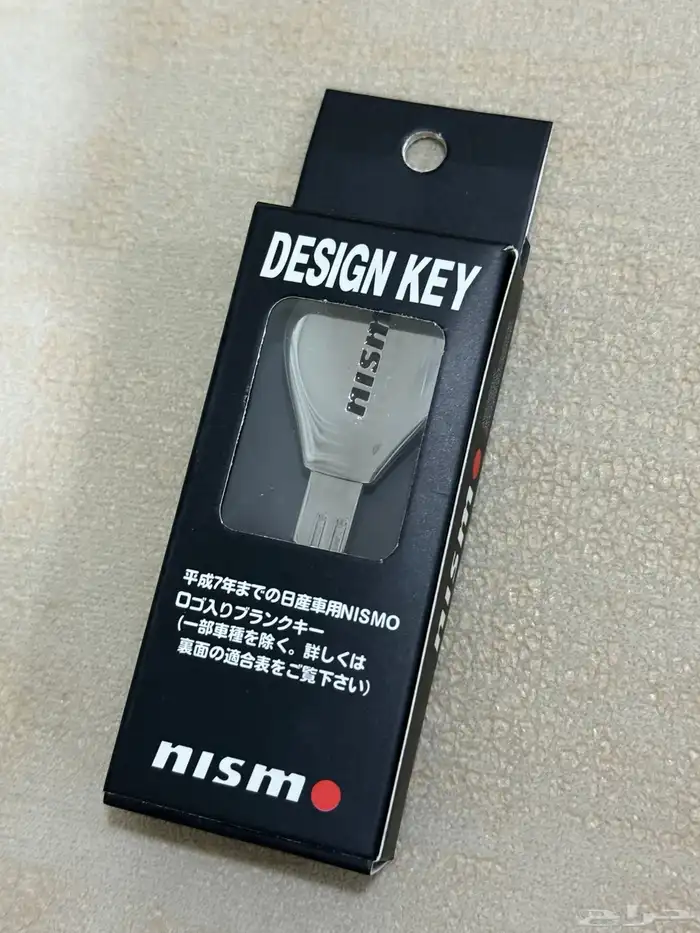 DESIGN KEY
nism
平成7年までの日産車用NISMO
ロゴ入りブランクキー
(一部車種を除く。詳しくは
裏面の適合表をご覧下さい)
nismo
nismo
حراج